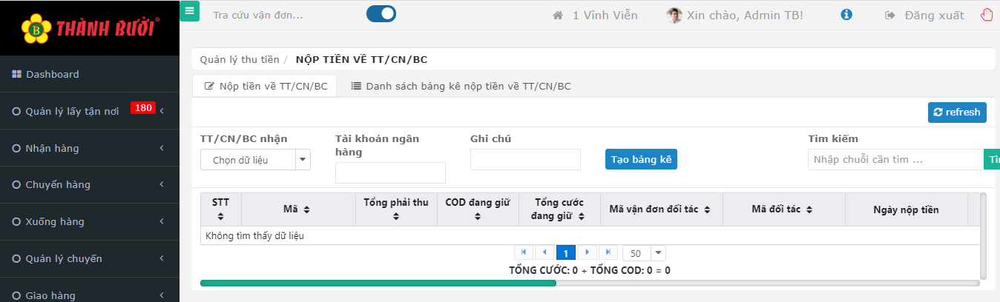 THÀNH BƯỞI®
Tra cứu vận đơn...
1 Vĩnh Viễn
Xin chào, Admin TB!
Đăng xuất
Dashboard
Quản lý lấy tận nơi 180
Nhận hàng
Chuyển hàng
Xuống hàng
Quản lý chuyến
Giao hàng
Quản lý thu tiền / NỘP TIỀN VỀ TT/CN/BC
Nộp tiền về TT/CN/BC
Danh sách bảng kê nộp tiền về TT/CN/BC
refresh
TT/CN/BC nhận
Chọn dữ liệu
Tài khoản ngân
hàng
Ghi chú
Tạo bảng kê
Tìm kiếm
Nhập chuỗi cần tìm ...
STT
Mã
Tổng phải thu
COD đang giữ
Tổng cước
đang giữ
Mã vận đơn đối tác
Mã đối tác
Ngày nộp tiền
Không tìm thấy dữ liệu
1
50
TỔNG CƯỚC: 0 + TỔNG COD: 0 = 0